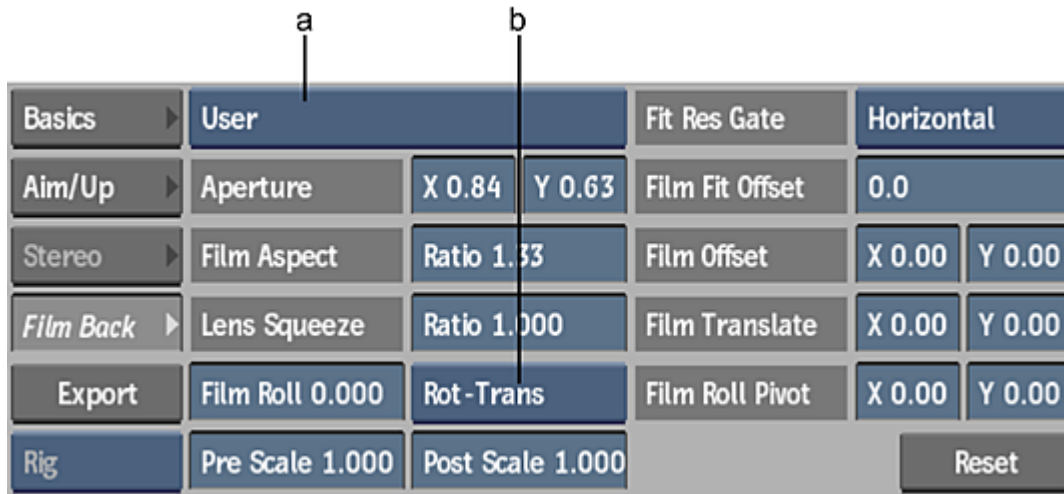 a b
Basics User Fit Res Gate Horizontal
Aim/Up Aperture X 0.84 Y 0.63 Film Fit Offset 0.0
Stereo Film Aspect Ratio 1.33 Film Offset X 0.00 Y 0.00
Film Back Lens Squeeze Ratio 1.000 Film Translate X 0.00 Y 0.00
Export Film Roll 0.000 Rot-Trans Film Roll Pivot X 0.00 Y 0.00
Rig Pre Scale 1.000 Post Scale 1.000 Reset